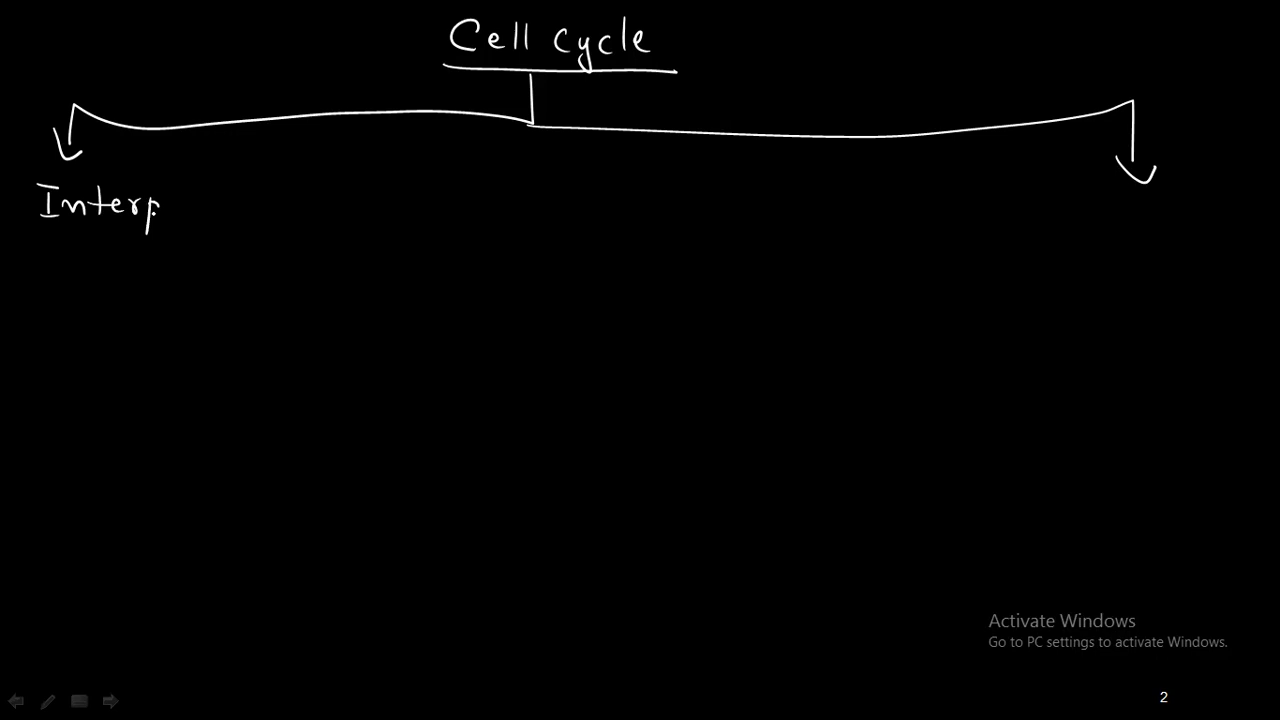 Cell Cycle
Interp
Activate Windows
Go to PC settings to activate Windows.
2